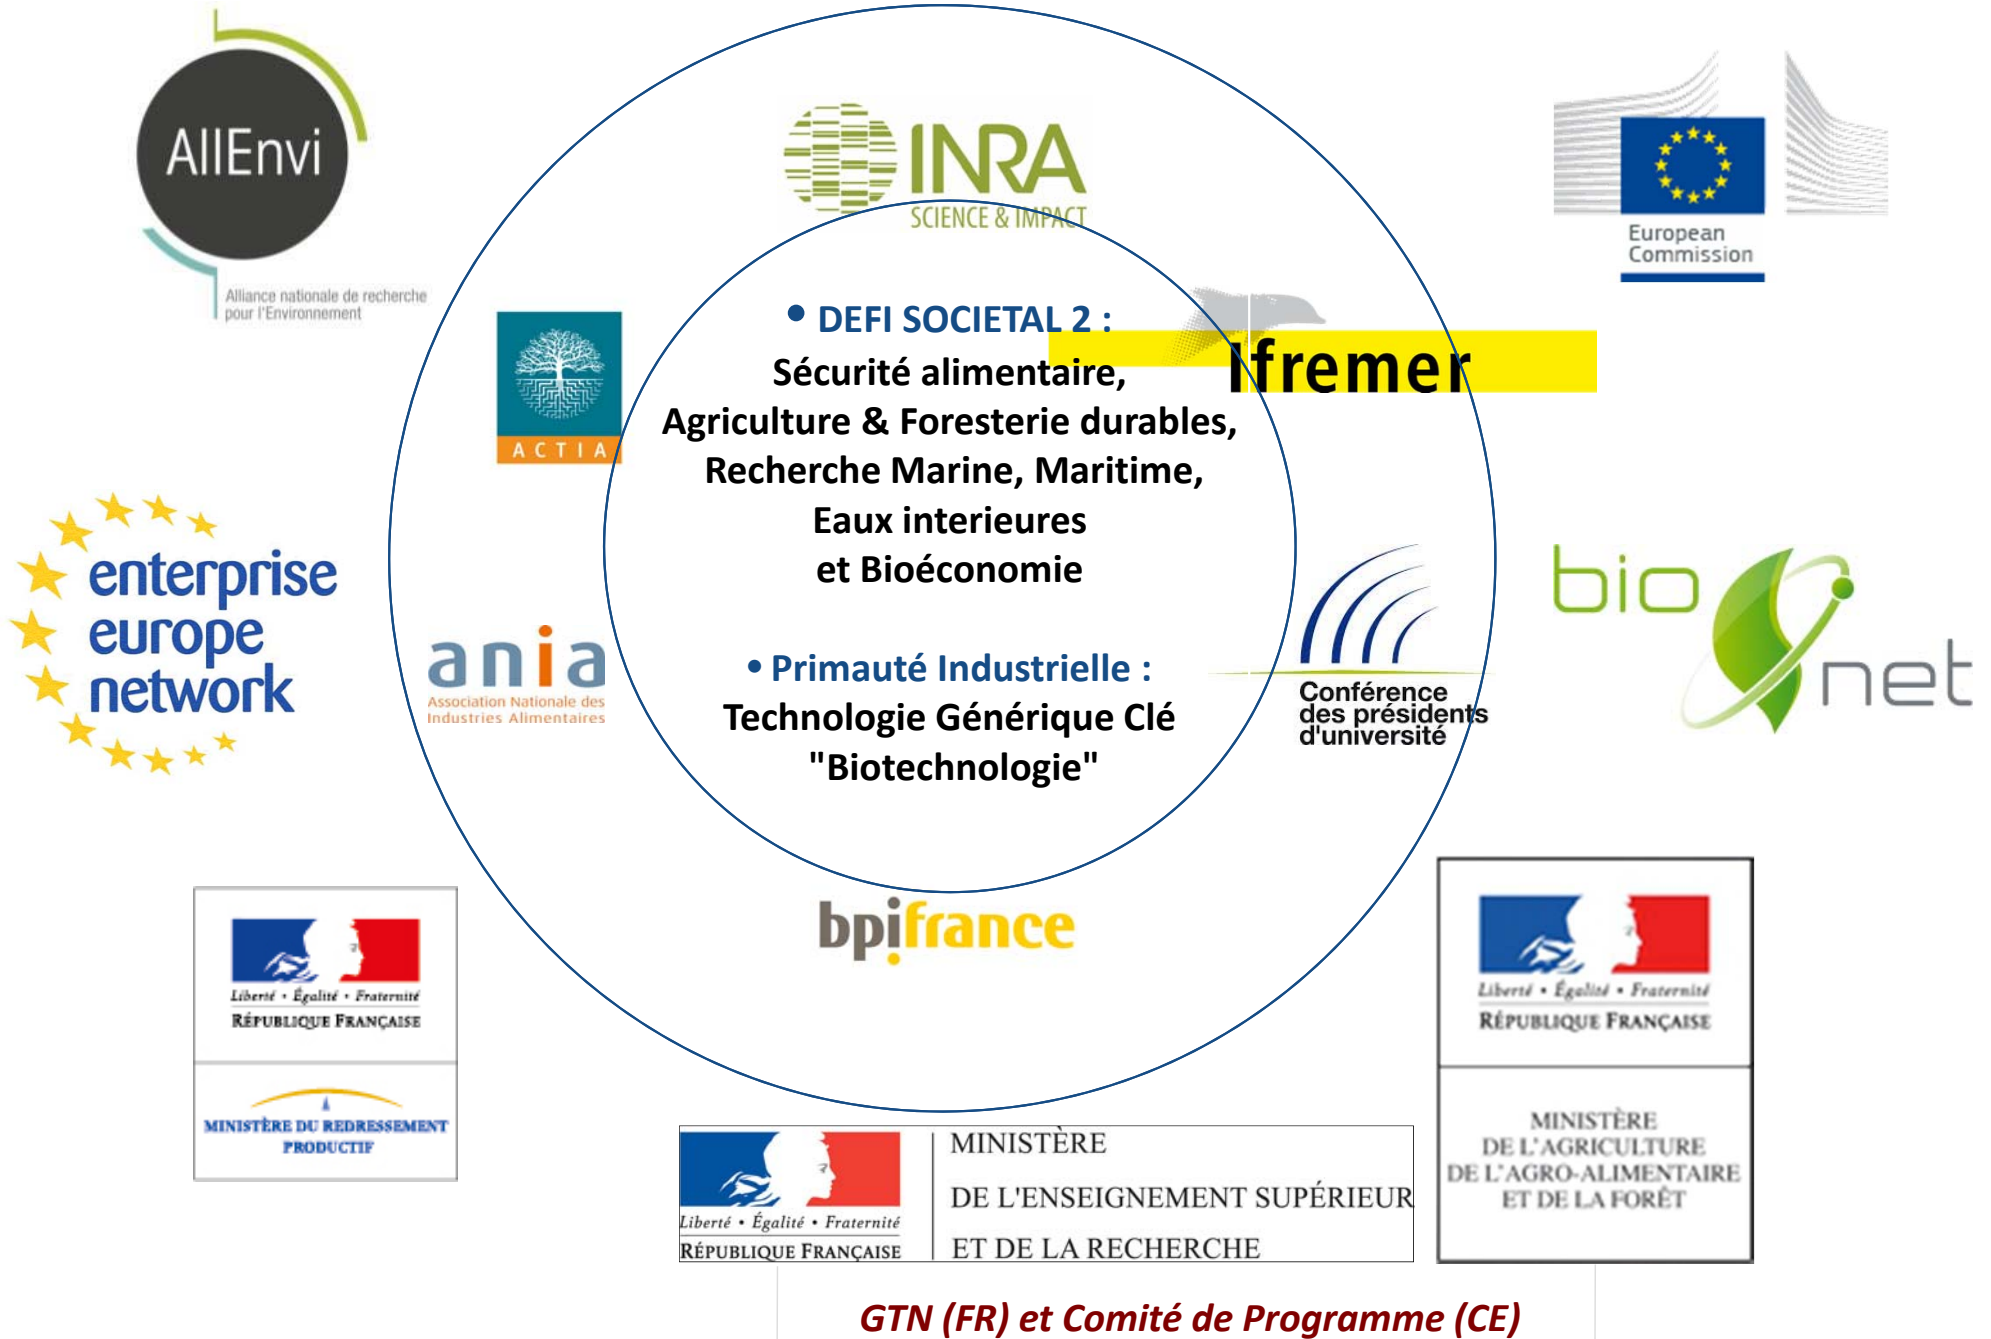 AllEnvi
Alliance nationale de recherche
pour l'Environnement
INRA
SCIENCE & IMPACT
European
Commission
ACTIA
• DEFI SOCIETAL 2 :
Sécurité alimentaire,
Agriculture & Foresterie durables,
Recherche Marine, Maritime,
Eaux interieures
et Bioéconomie
Ifremer
enterprise
europe
network
ania
Association Nationale des
Industries Alimentaires
• Primauté Industrielle :
Technologie Générique Clé
"Biotechnologie"
Conférence
des présidents
d'université
bio
net
bpifrance
Liberté • Égalité • Fraternité
RÉPUBLIQUE FRANÇAISE
MINISTÈRE DU REDRESSEMENT
PRODUCTIF
Liberté • Égalité • Fraternité
RÉPUBLIQUE FRANÇAISE
MINISTÈRE
DE L'ENSEIGNEMENT SUPÉRIEUR
ET DE LA RECHERCHE
Liberté • Égalité • Fraternité
RÉPUBLIQUE FRANÇAISE
MINISTÈRE
DE L'AGRICULTURE
DE L'AGRO-ALIMENTAIRE
ET DE LA FORÊT
GTN (FR) et Comité de Programme (CE)